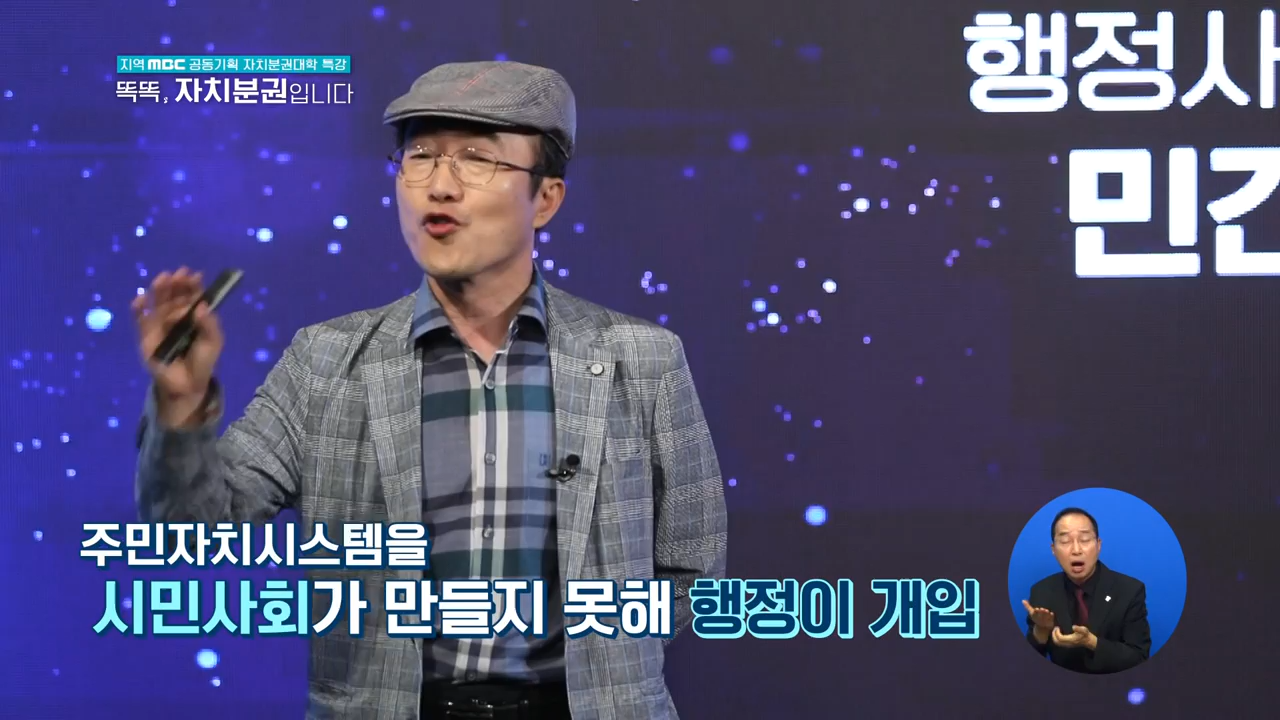 지역 MBC 공동기획 자치분권대학 특강
똑똑, 자치분권입니다
행정사
민간
주민자치시스템을
시민사회가 만들지 못해 행정이 개입